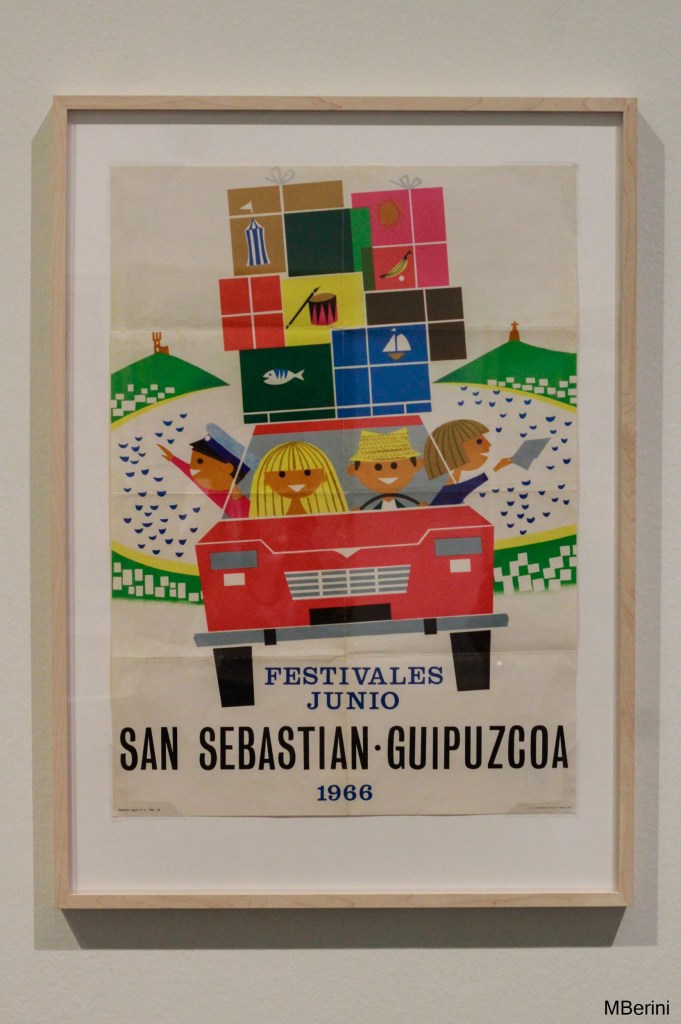 FESTIVALES
JUNIO
SAN SEBASTIAN·GUIPUZCOA
1966
MBerini